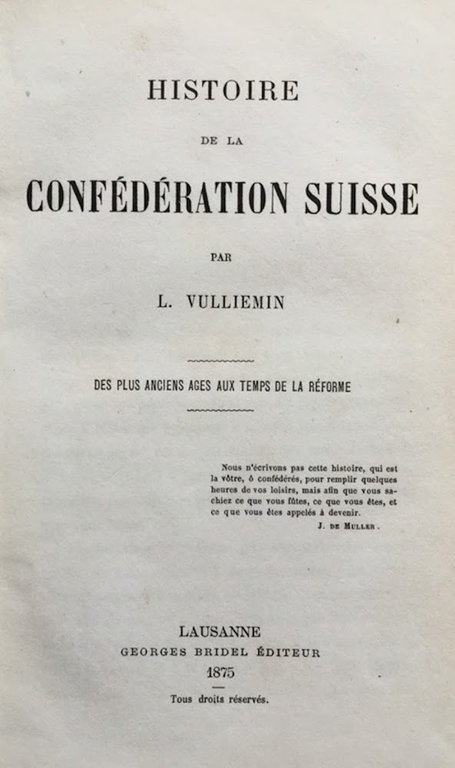 HISTOIRE
DE LA
CONFÉDÉRATION SUISSE
PAR
L. VULLIEMIN
DES PLUS ANCIENS AGES AUX TEMPS DE LA RÉFORME
Nous n'écrivons pas cette histoire, qui est
la vôtre, ô confédérés, pour remplir quelques
heures de vos loisirs, mais afin que vous sa-
chiez ce que vous fûtes, ce que vous êtes, et
ce que vous êtes appelés à devenir.
J. DE MULLER.
LAUSANNE
GEORGES BRIDEL ÉDITEUR
1875
Tous droits réservés.